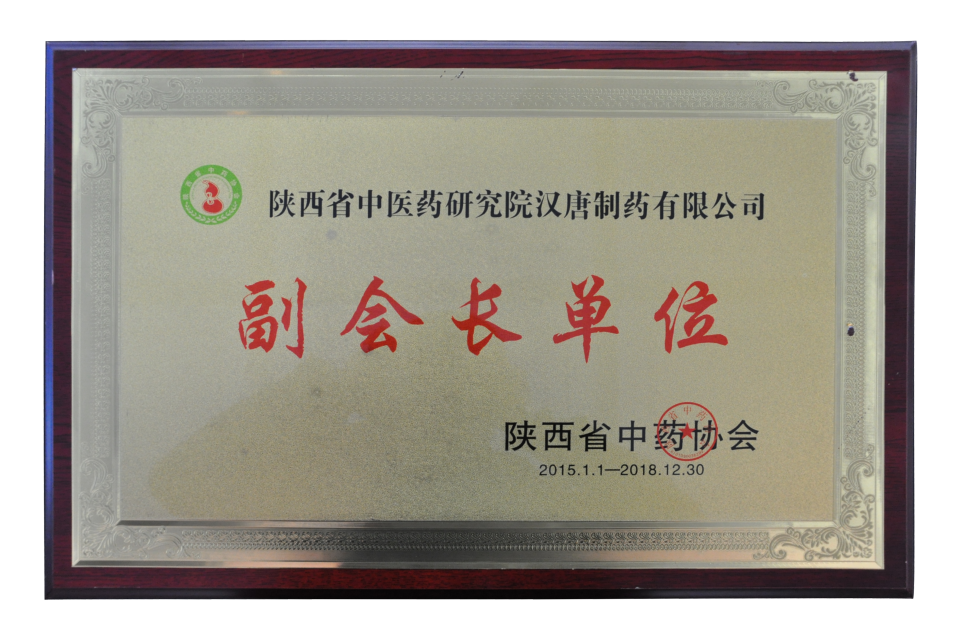 陕西省中医药研究院汉唐制药有限公司
副会长单位
陕西省中药协会
2015.1.1—2018.12.30